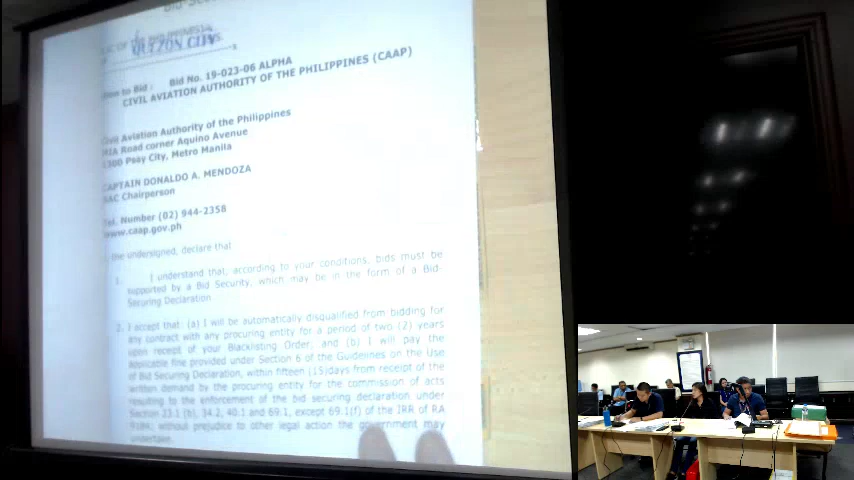 QUEZON CITY
to Bid : Bid No. 19-023-06 ALPHA
CIVIL AVIATION AUTHORITY OF THE PHILIPPINES (CAAP)
Civil Aviation Authority of the Philippines
MIA Road corner Aquino Avenue
1300 Psay City, Metro Manila
CAPTAIN DONALDO A. MENDOZA
BAC Chairperson
Tel. Number (02) 944-2358
www.caap.gov.ph
the undersigned, declare that
1. I understand that, according to your conditions, bids must be
supported by a Bid Security, which may be in the form of a Bid-
Securing Declaration
2. I accept that: (a) I will be automatically disqualified from bidding for
any contract with any procuring entity for a period of two (2) years
upon receipt of your Blacklisting Order; and (b) I will pay the
applicable fine provided under Section 6 of the Guidelines on the Use
of Bid Securing Declaration, within fifteen (15)days from receipt of the
written demand by the procuring entity for the commission of acts
resulting to the enforcement of the bid securing declaration under
Section 23.1 (b), 34.2, 40.1 and 69.1, except 69.1(f) of the IRR of RA
9184; without prejudice to other legal action the government may
undertake.